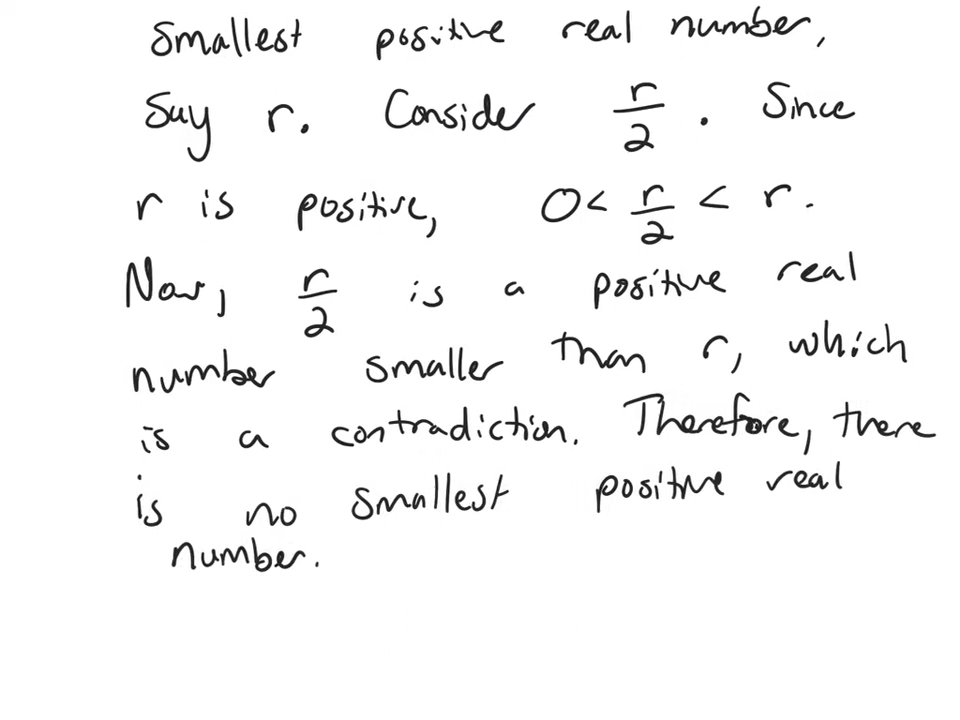 Smallest positive real number,
Say r. Consider r/2. Since
r is positive, 0 < r/2 < r.
Now, r/2 is a positive real
number smaller than r, which
is a contradiction. Therefore, there
is no smallest positive real
number.